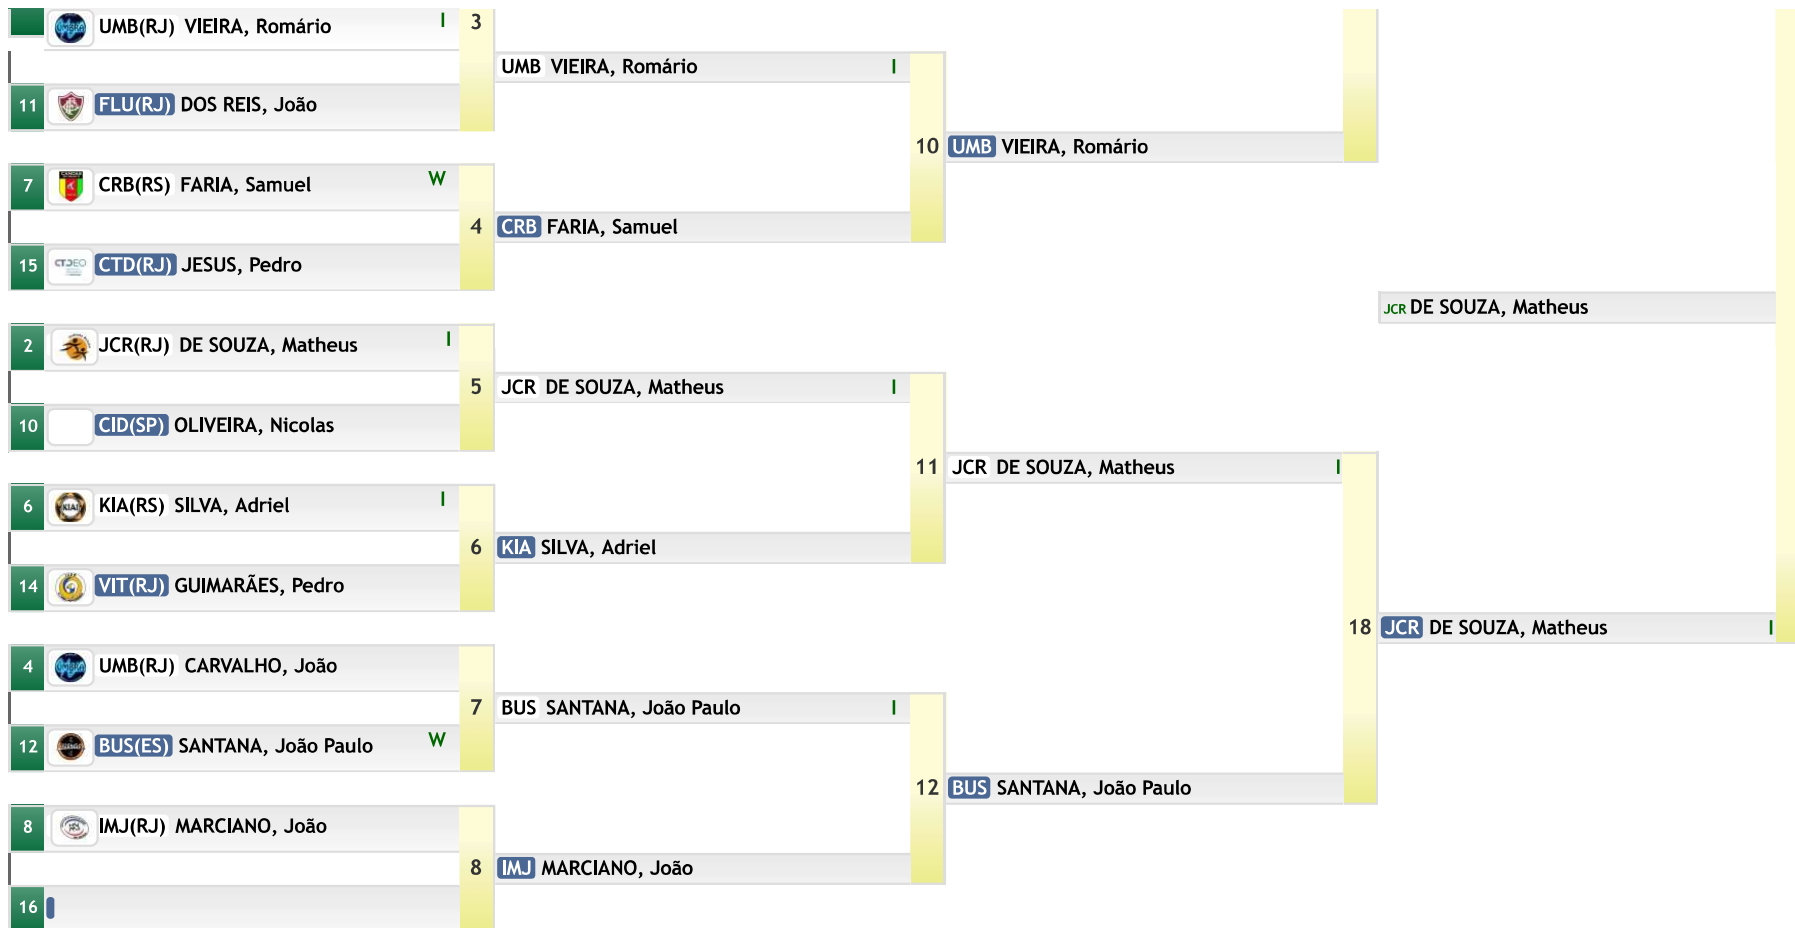 UMB(RJ) VIEIRA, Romário I 3
UMB VIEIRA, Romário I
11 FLU(RJ) DOS REIS, João
10 UMB VIEIRA, Romário
7 CRB(RS) FARIA, Samuel W
4 CRB FARIA, Samuel
15 CTD(RJ) JESUS, Pedro
JCR DE SOUZA, Matheus
2 JCR(RJ) DE SOUZA, Matheus I
5 JCR DE SOUZA, Matheus I
10 CID(SP) OLIVEIRA, Nicolas
11 JCR DE SOUZA, Matheus I
6 KIA(RS) SILVA, Adriel I
6 KIA SILVA, Adriel
14 VIT(RJ) GUIMARÃES, Pedro
18 JCR DE SOUZA, Matheus I
4 UMB(RJ) CARVALHO, João
7 BUS SANTANA, João Paulo I
12 BUS(ES) SANTANA, João Paulo W
12 BUS SANTANA, João Paulo
8 IMJ(RJ) MARCIANO, João
8 IMJ MARCIANO, João
16